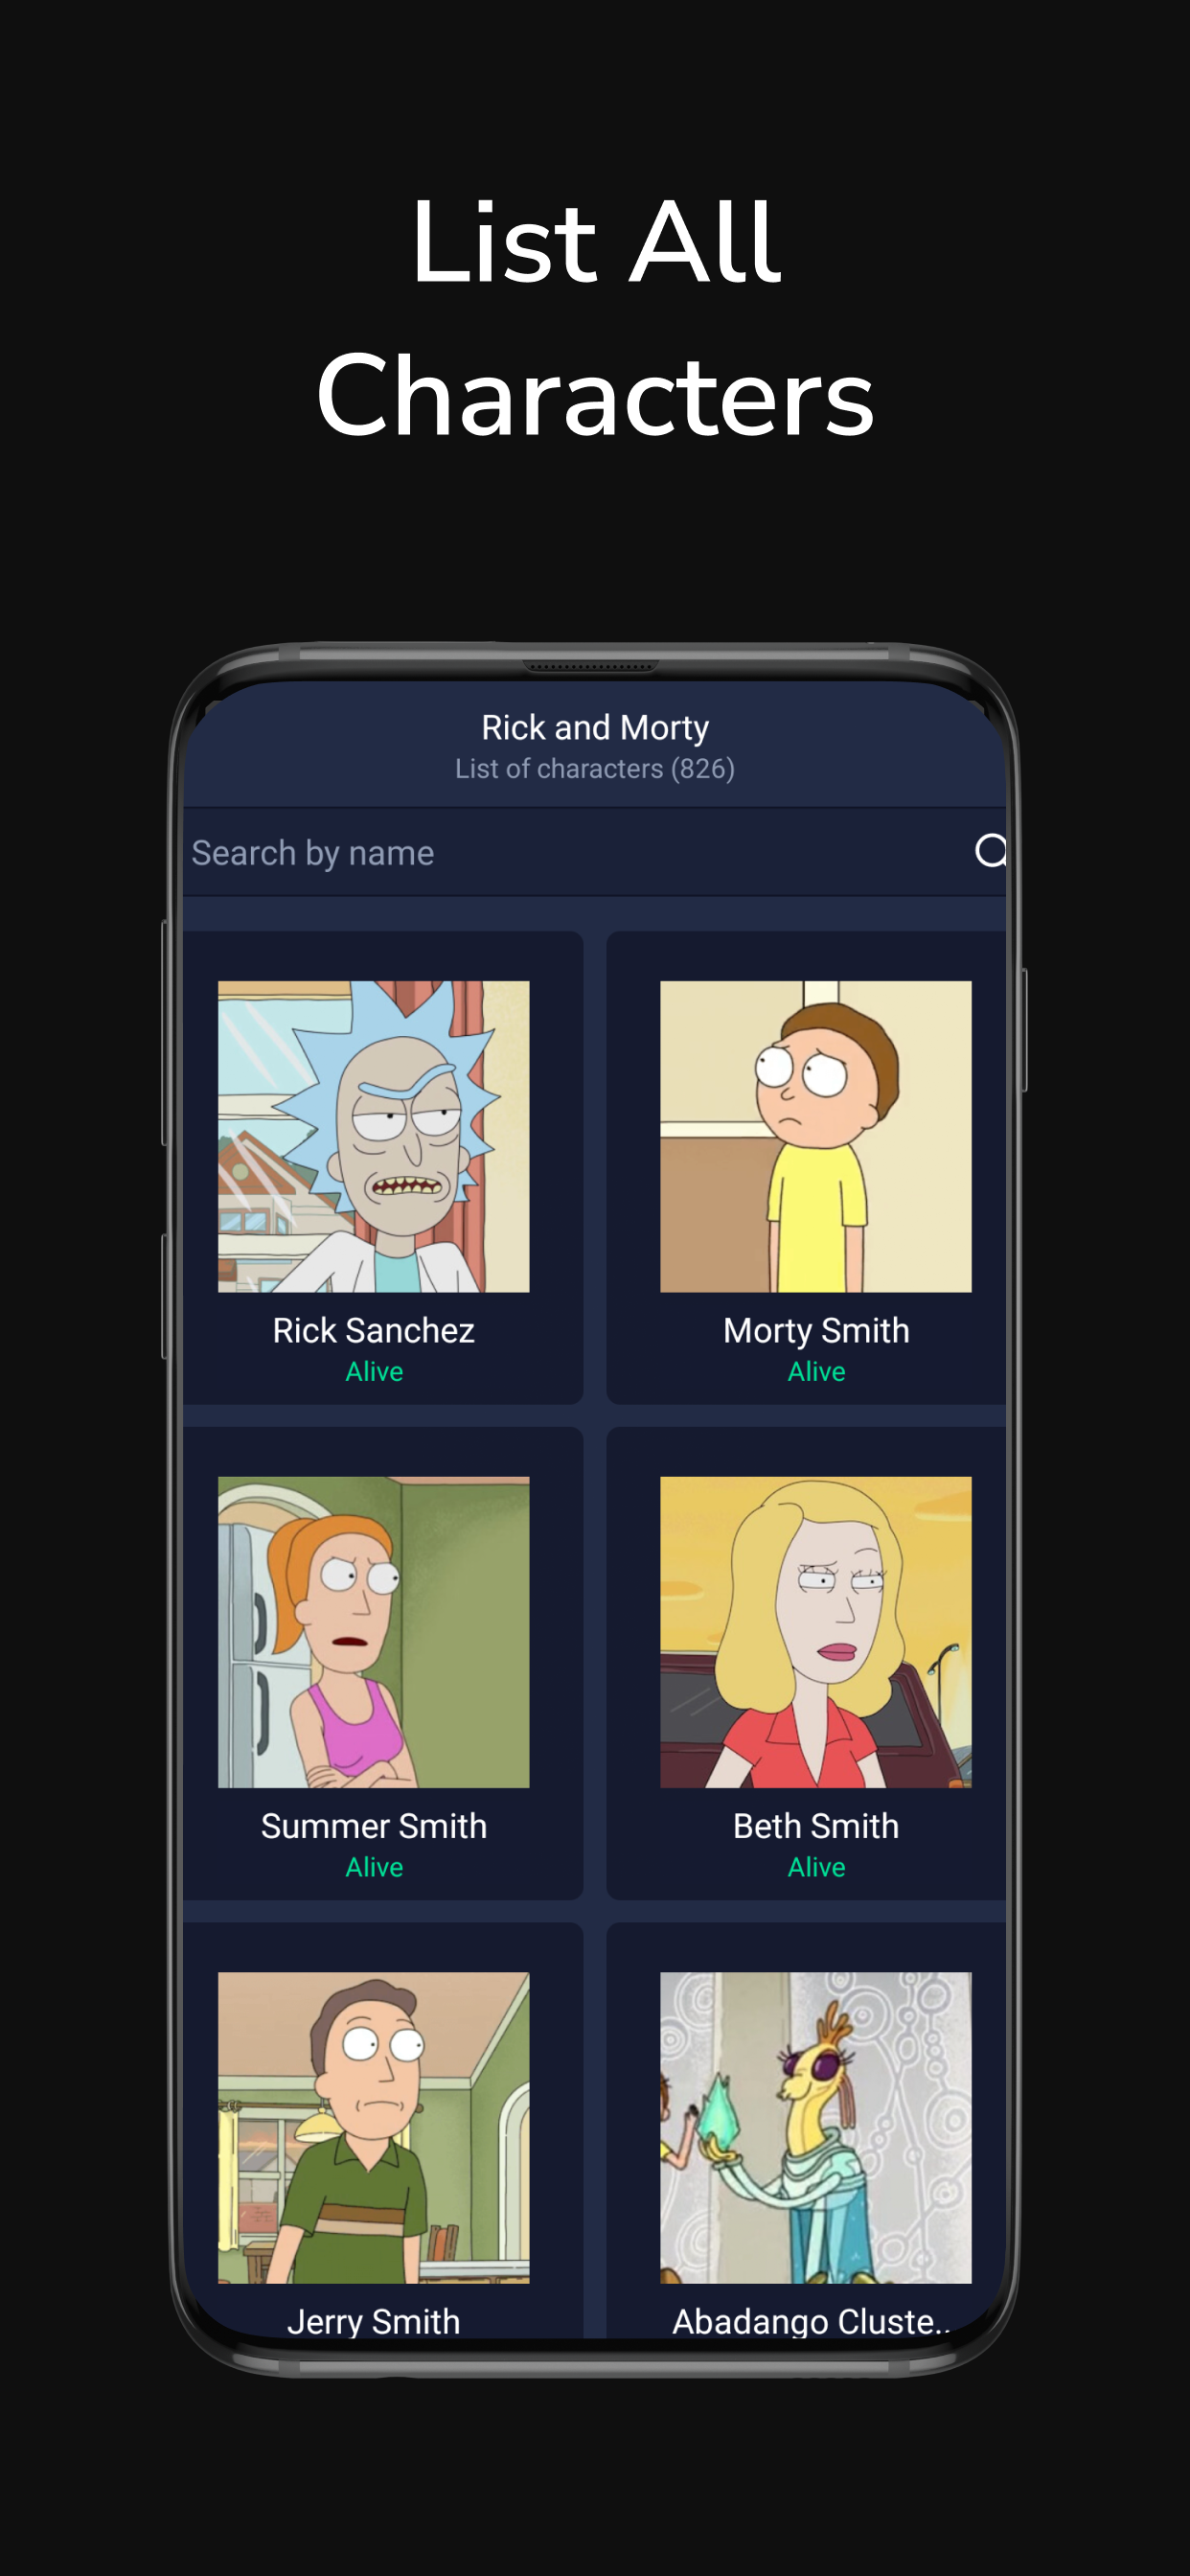 List All
Characters
Rick and Morty
List of characters (826)
Search by name
Rick Sanchez
Alive
Morty Smith
Alive
Summer Smith
Alive
Beth Smith
Alive
Jerry Smith
Abadango Cluste..